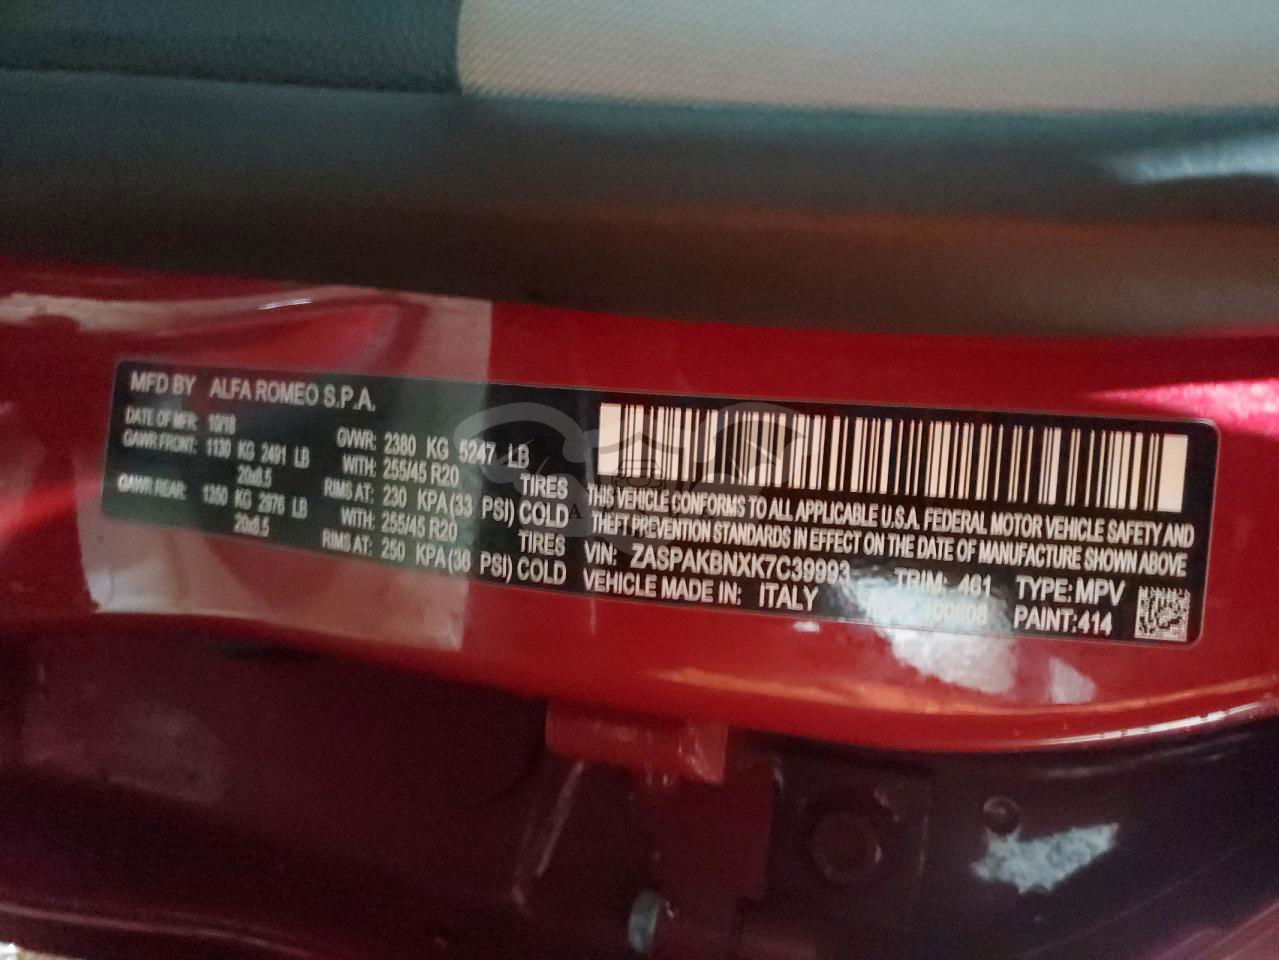 MFD BY ALFA ROMEO S.P.A.
DATE OF MFR: 10/18
GAWR FRONT: 1130 KG 2491 LB
20x8.5
GAWR REAR: 1350 KG 2976 LB
20x8.5
GVWR: 2380 KG 5247 LB
WITH: 255/45 R20 TIRES
RIMS AT: 230 KPA(33 PSI) COLD
WITH: 255/45 R20 TIRES
RIMS AT: 250 KPA(36 PSI) COLD
THIS VEHICLE CONFORMS TO ALL APPLICABLE U.S.A. FEDERAL MOTOR VEHICLE SAFETY AND
THEFT PREVENTION STANDARDS IN EFFECT ON THE DATE OF MANUFACTURE SHOWN ABOVE
VIN: ZASPAKBNXK7C39993 TRIM: 461 TYPE: MPV
VEHICLE MADE IN: ITALY PAINT:414